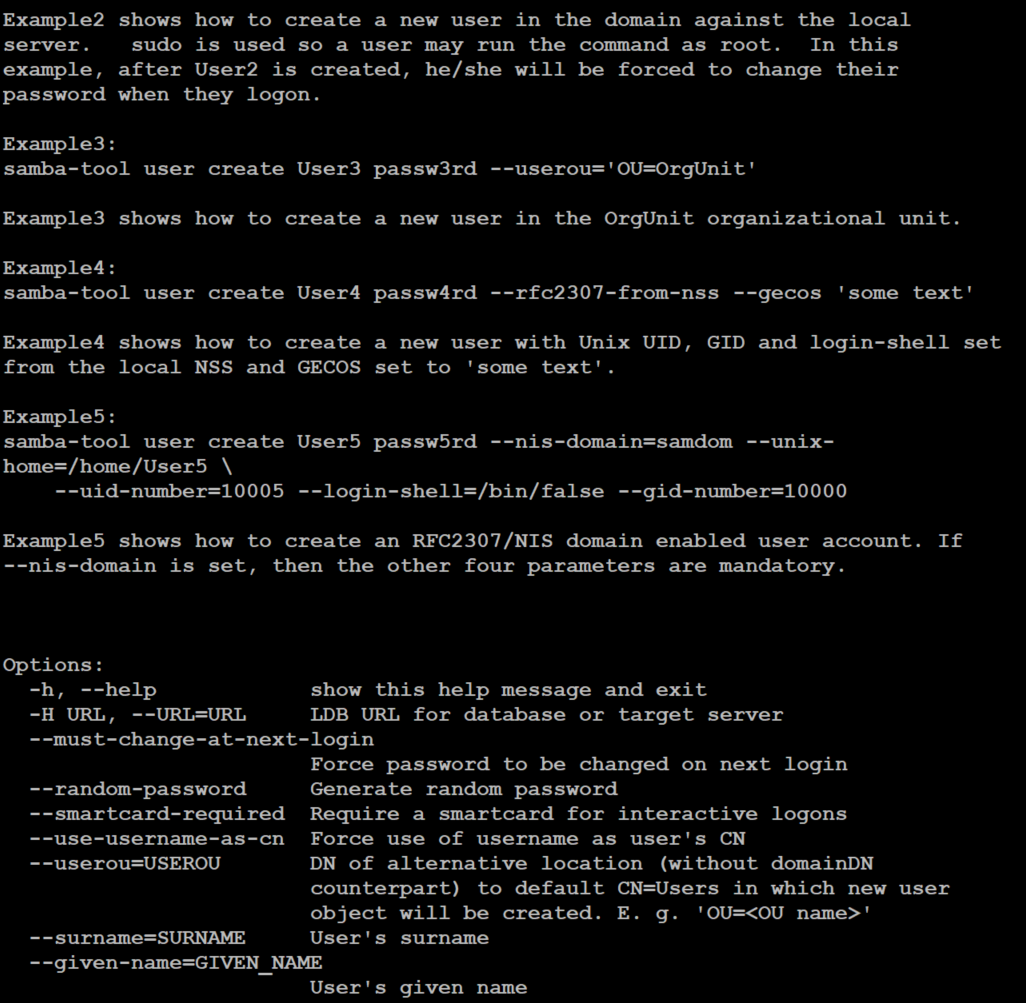 Example2 shows how to create a new user in the domain against the local
server.   sudo is used so a user may run the command as root.  In this
example, after User2 is created, he/she will be forced to change their
password when they logon.

Example3:
samba-tool user create User3 passw3rd --userou='OU=OrgUnit'

Example3 shows how to create a new user in the OrgUnit organizational unit.

Example4:
samba-tool user create User4 passw4rd --rfc2307-from-nss --gecos 'some text'

Example4 shows how to create a new user with Unix UID, GID and login-shell set
from the local NSS and GECOS set to 'some text'.

Example5:
samba-tool user create User5 passw5rd --nis-domain=samdom --unix-
home=/home/User5 \
    --uid-number=10005 --login-shell=/bin/false --gid-number=10000

Example5 shows how to create an RFC2307/NIS domain enabled user account. If
--nis-domain is set, then the other four parameters are mandatory.

Options:
  -h, --help            show this help message and exit
  -H URL, --URL=URL     LDB URL for database or target server
  --must-change-at-next-login
                        Force password to be changed on next login
  --random-password     Generate random password
  --smartcard-required  Require a smartcard for interactive logons
  --use-username-as-cn  Force use of username as user's CN
  --userou=USEROU       DN of alternative location (without domainDN
                        counterpart) to default CN=Users in which new user
                        object will be created. E. g. 'OU=<OU name>'
  --surname=SURNAME     User's surname
  --given-name=GIVEN_NAME
                        User's given name